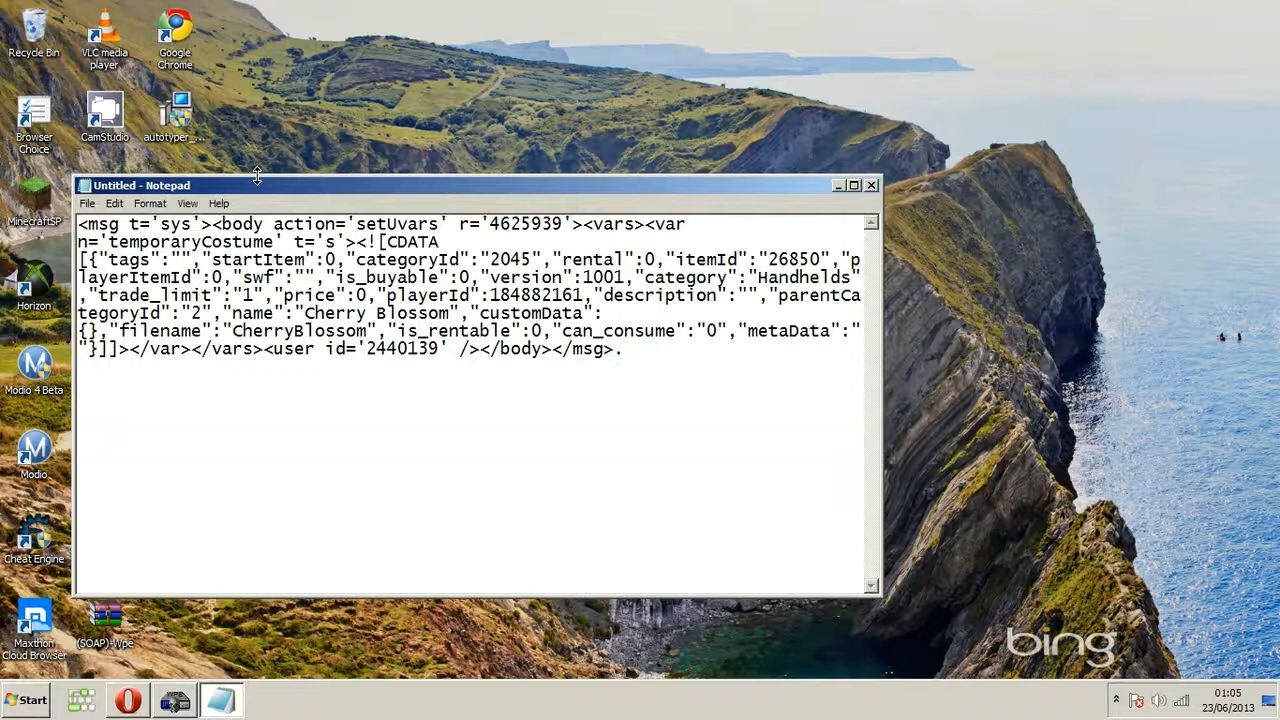 Recycle Bin
VLC media player
Google Chrome
Browser Choice
CamStudio
autotyper_...
MinecraftSP
Horizon
Modio 4 Beta
Modio
Cheat Engine
Maxthon Cloud Browser
(SOAP)-Wpe
Untitled - Notepad
File Edit Format View Help
<msg t='sys'><body action='setUvars' r='4625939'><vars><var
n='temporaryCostume' t='s'><![CDATA
[{"tags":"","startItem":0,"categoryId":"2045","rental":0,"itemId":"26850","p
layerItemId":0,"swf":"","is_buyable":0,"version":1001,"category":"Handhelds"
,"trade_limit":"1","price":0,"playerId":184882161,"description":"","parentCa
tegoryId":"2","name":"Cherry Blossom","customData":
{},"filename":"CherryBlossom","is_rentable":0,"can_consume":"0","metaData":"
"}]]></var></vars><user id='2440139' /></body></msg>.
bing
Start
WPE
01:05
23/06/2013